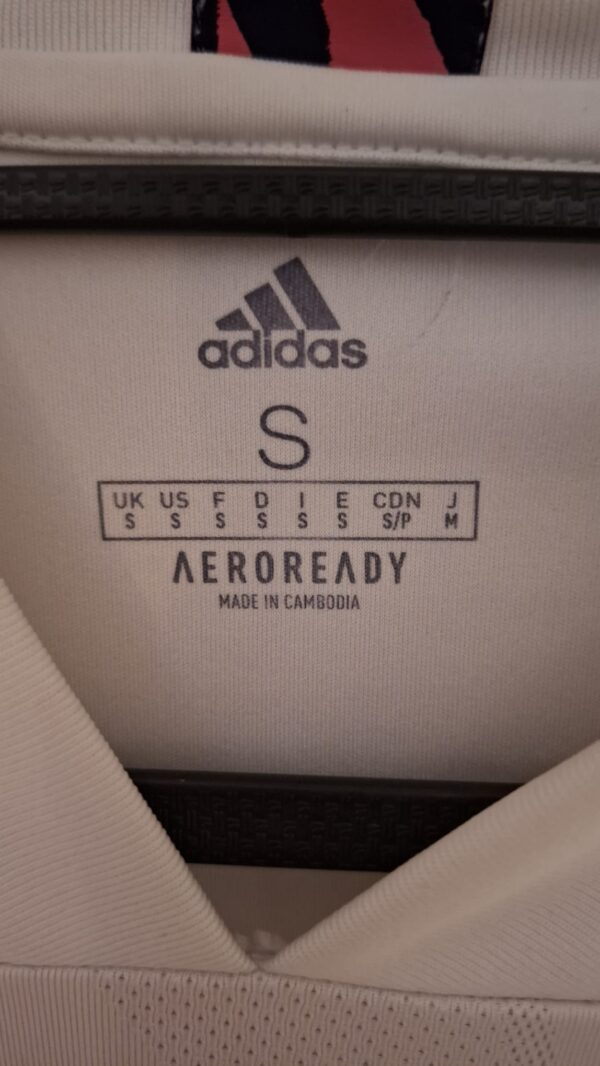 adidas
S
UK US F D I E CDN J
S S S S S S S/P M
AEROREADY
MADE IN CAMBODIA